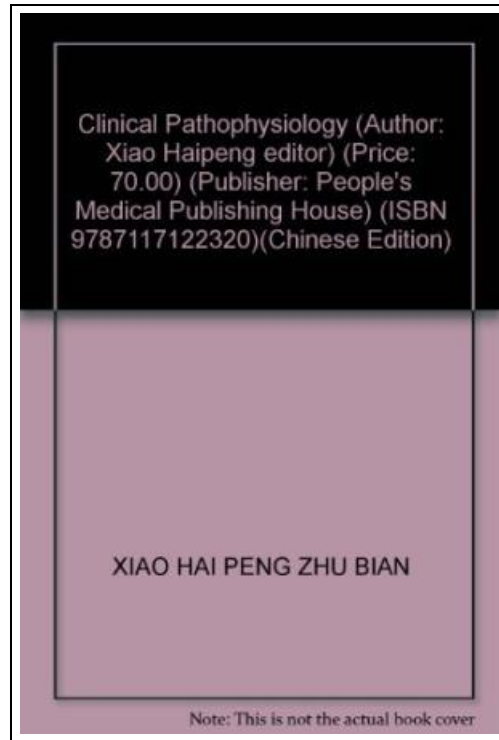 Clinical Pathophysiology (Author:
Xiao Haipeng editor) (Price:
70.00) (Publisher: People's
Medical Publishing House) (ISBN
9787117122320)(Chinese Edition)
XIAO HAI PENG ZHU BIAN
Note: This is not the actual book cover